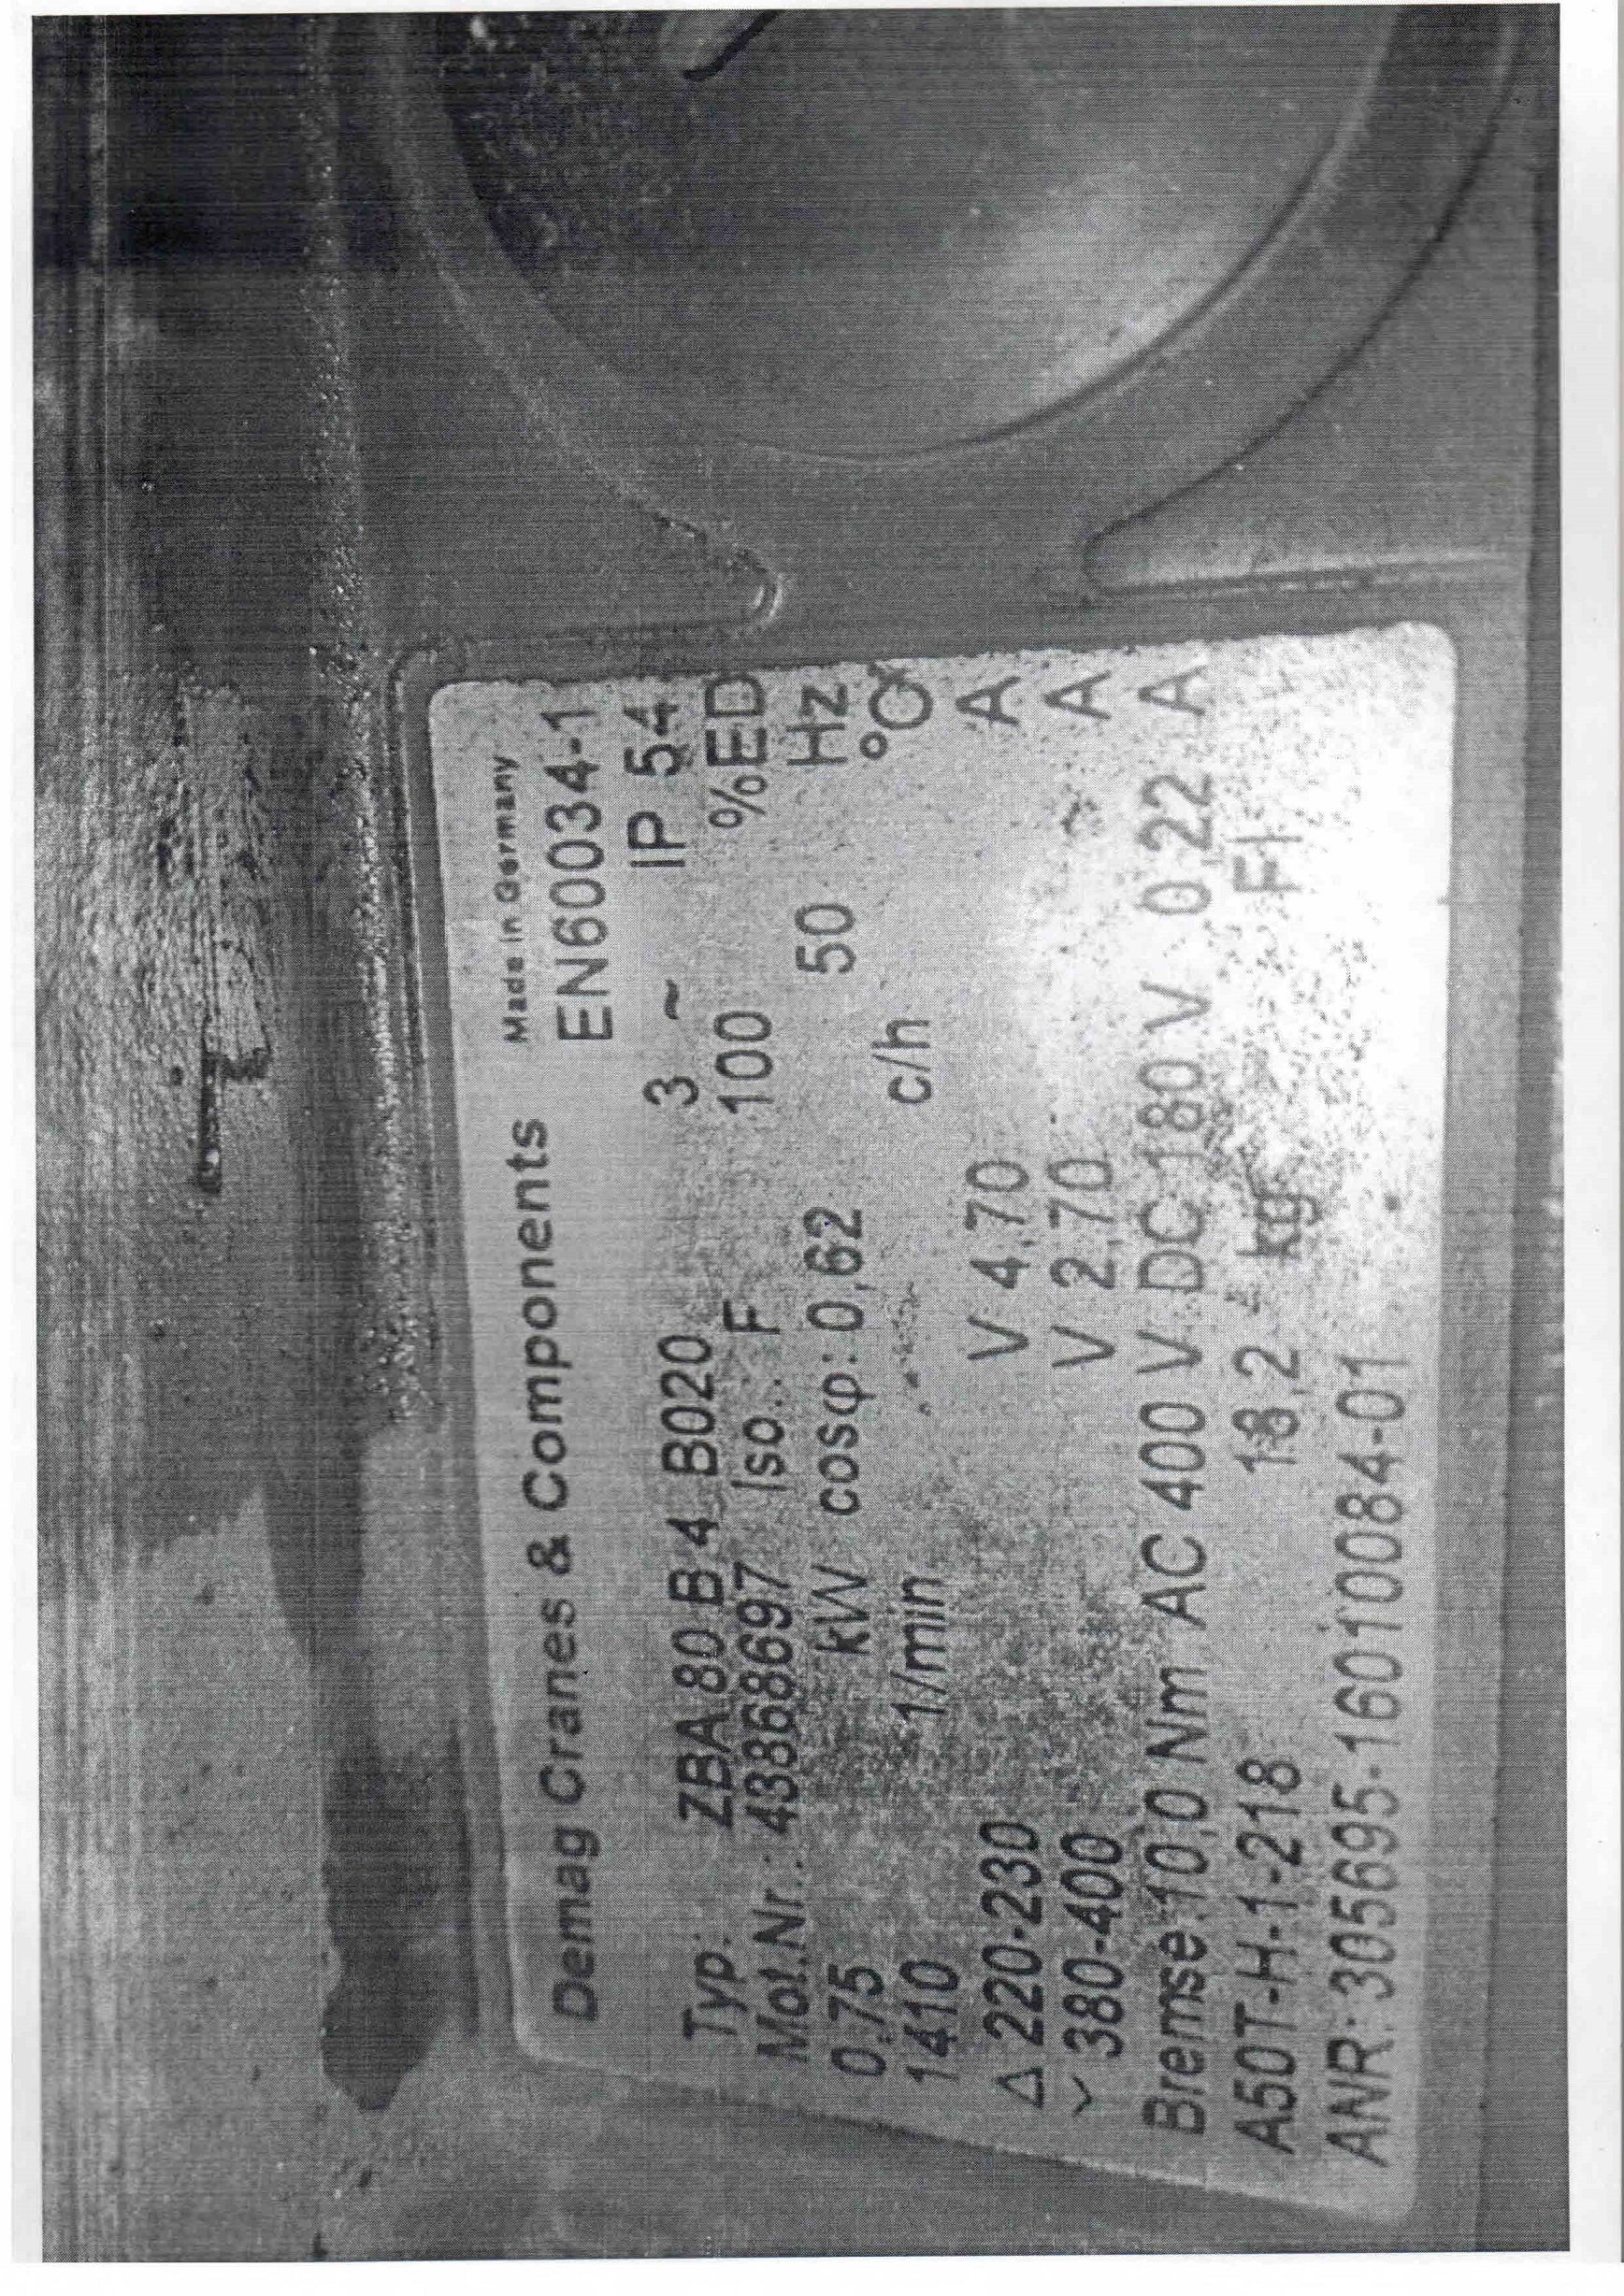 Demag Cranes & Components Made in Germany
EN60034-1
Typ: ZBA 80 B 4 B020 3 ~ IP 54
Mot.Nr.: 43868697 Iso.: F 100 %ED
0,75 kW cosφ: 0,62 50 Hz
1410 1/min c/h °C
Δ 220-230 V 4,70 A
380-400 V 2,70 A
Bremse:10,0 Nm AC 400 V DC 180 V 0,22 A
A50T-H-1-218 kg
ANR: 305695-16010084-01